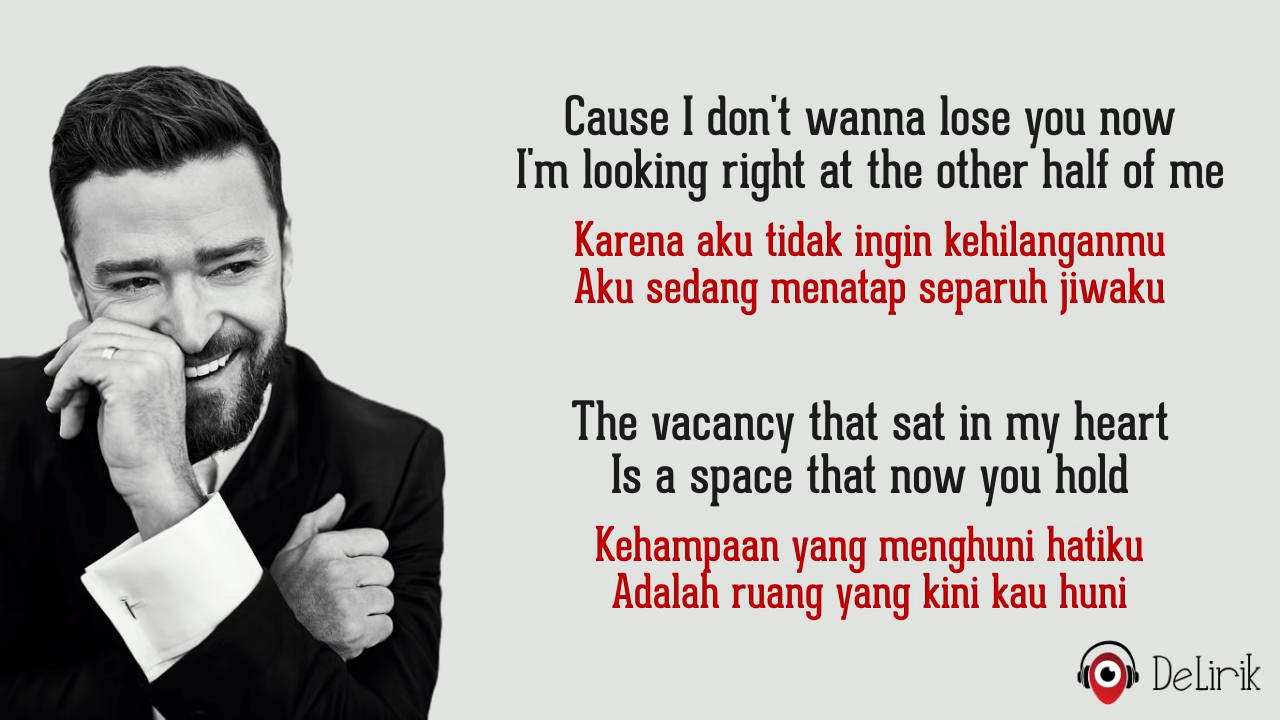 Cause I don't wanna lose you now
I'm looking right at the other half of me
Karena aku tidak ingin kehilanganmu
Aku sedang menatap separuh jiwaku
The vacancy that sat in my heart
Is a space that now you hold
Kehampaan yang menghuni hatiku
Adalah ruang yang kini kau huni
DeLirik